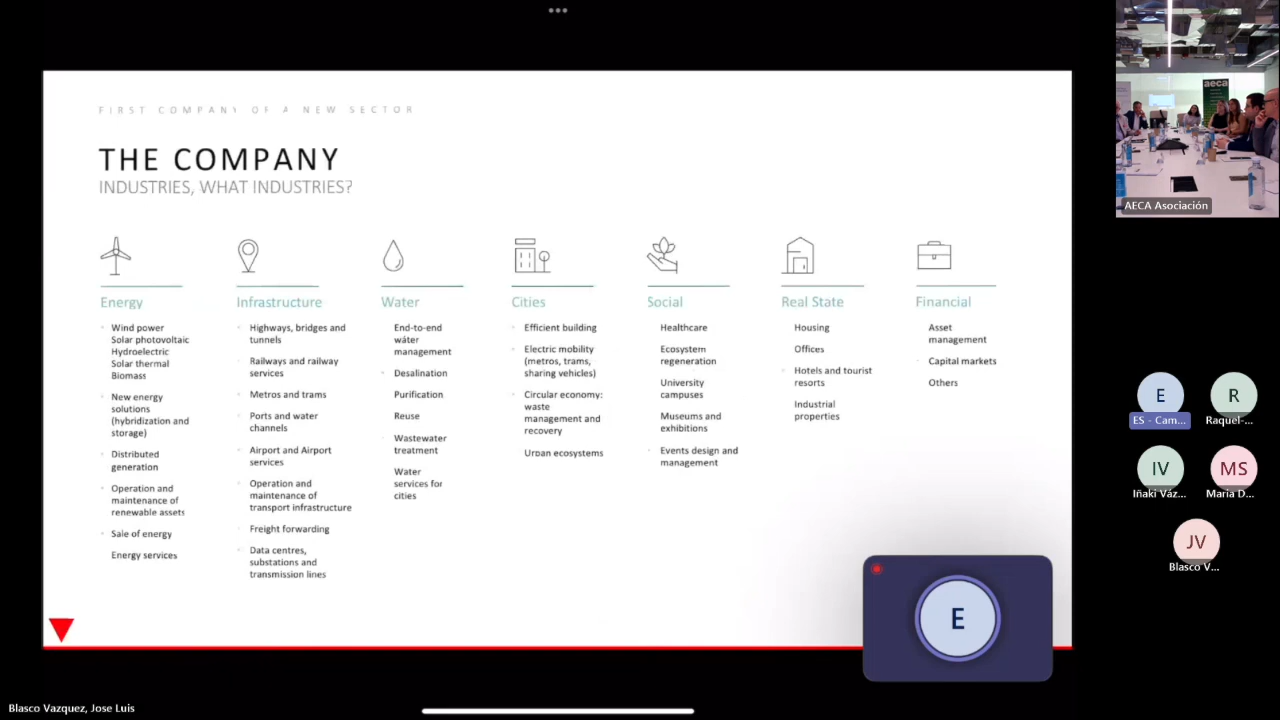 FIRST COMPANY OF A NEW SECTOR
THE COMPANY
INDUSTRIES, WHAT INDUSTRIES?
Energy
Wind power
Solar photovoltaic
Hydroelectric
Solar thermal
Biomass
New energy
solutions
(hybridization and
storage)
Distributed
generation
Operation and
maintenance of
renewable assets
Sale of energy
Energy services
Infrastructure
Highways, bridges and
tunnels
Railways and railway
services
Metros and trams
Ports and water
channels
Airport and Airport
services
Operation and
maintenance of
transport infrastructure
Freight forwarding
Data centres,
substations and
transmission lines
Water
End-to-end
wáter
management
Desalination
Purification
Reuse
Wastewater
treatment
Water
services for
cities
Cities
Efficient building
Electric mobility
(metros, trams,
sharing vehicles)
Circular economy:
waste
management and
recovery
Urban ecosystems
Social
Healthcare
Ecosystem
regeneration
University
campuses
Museums and
exhibitions
Events design and
management
Real State
Housing
Offices
Hotels and tourist
resorts
Industrial
properties
Financial
Asset
management
Capital markets
Others
aeca
AECA Asociación
E
ES - Cam...
R
Raquel-...
IV
Iñaki Váz...
MS
Maria D...
JV
Blasco V...
E
Blasco Vazquez, Jose Luis